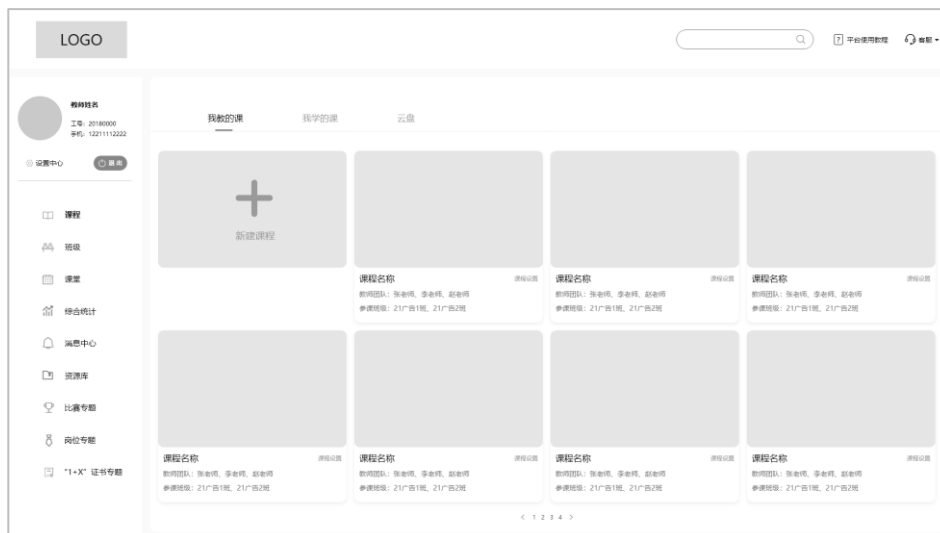 LOGO
? 平台使用教程 客服
教师姓名
工号：20180000
手机：12211112222
设置中心 退出
我教的课 我学的课 云盘
课程
班级
课堂
综合统计
消息中心
资源库
比赛专题
岗位专题
“1+X”证书专题
新建课程
课程名称 课程设置
教师团队：张老师、李老师、赵老师
参课班级：21广告1班、21广告2班
课程名称 课程设置
教师团队：张老师、李老师、赵老师
参课班级：21广告1班、21广告2班
课程名称 课程设置
教师团队：张老师、李老师、赵老师
参课班级：21广告1班、21广告2班
课程名称 课程设置
教师团队：张老师、李老师、赵老师
参课班级：21广告1班、21广告2班
课程名称 课程设置
教师团队：张老师、李老师、赵老师
参课班级：21广告1班、21广告2班
课程名称 课程设置
教师团队：张老师、李老师、赵老师
参课班级：21广告1班、21广告2班
课程名称 课程设置
教师团队：张老师、李老师、赵老师
参课班级：21广告1班、21广告2班
< 1 2 3 4 >